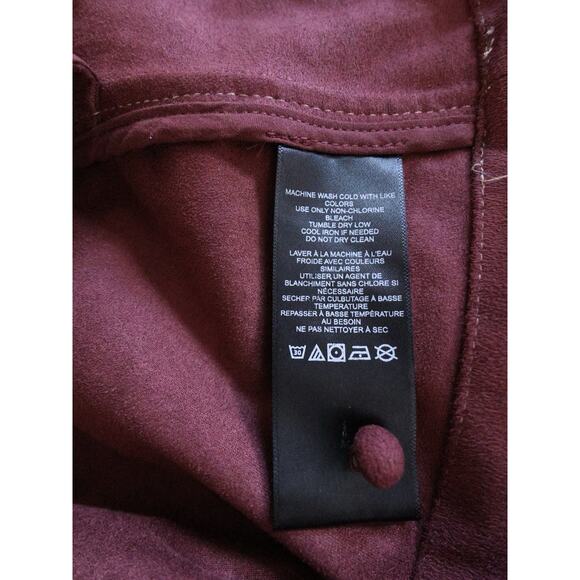 MACHINE WASH COLD WITH LIKE
COLORS
USE ONLY NON-CHLORINE
BLEACH
TUMBLE DRY LOW
COOL IRON IF NEEDED
DO NOT DRY CLEAN
LAVER À LA MACHINE À L'EAU
FROIDE AVEC COULEURS
SIMILAIRES
UTILISER UN AGENT DE
BLANCHIMENT SANS CHLORE SI
NÉCESSAIRE
SECHER PAR CULBUTAGE À BASSE
TEMPERATURE
REPASSER À BASSE TEMPÉRATURE
AU BESOIN
NE PAS NETTOYER À SEC
30